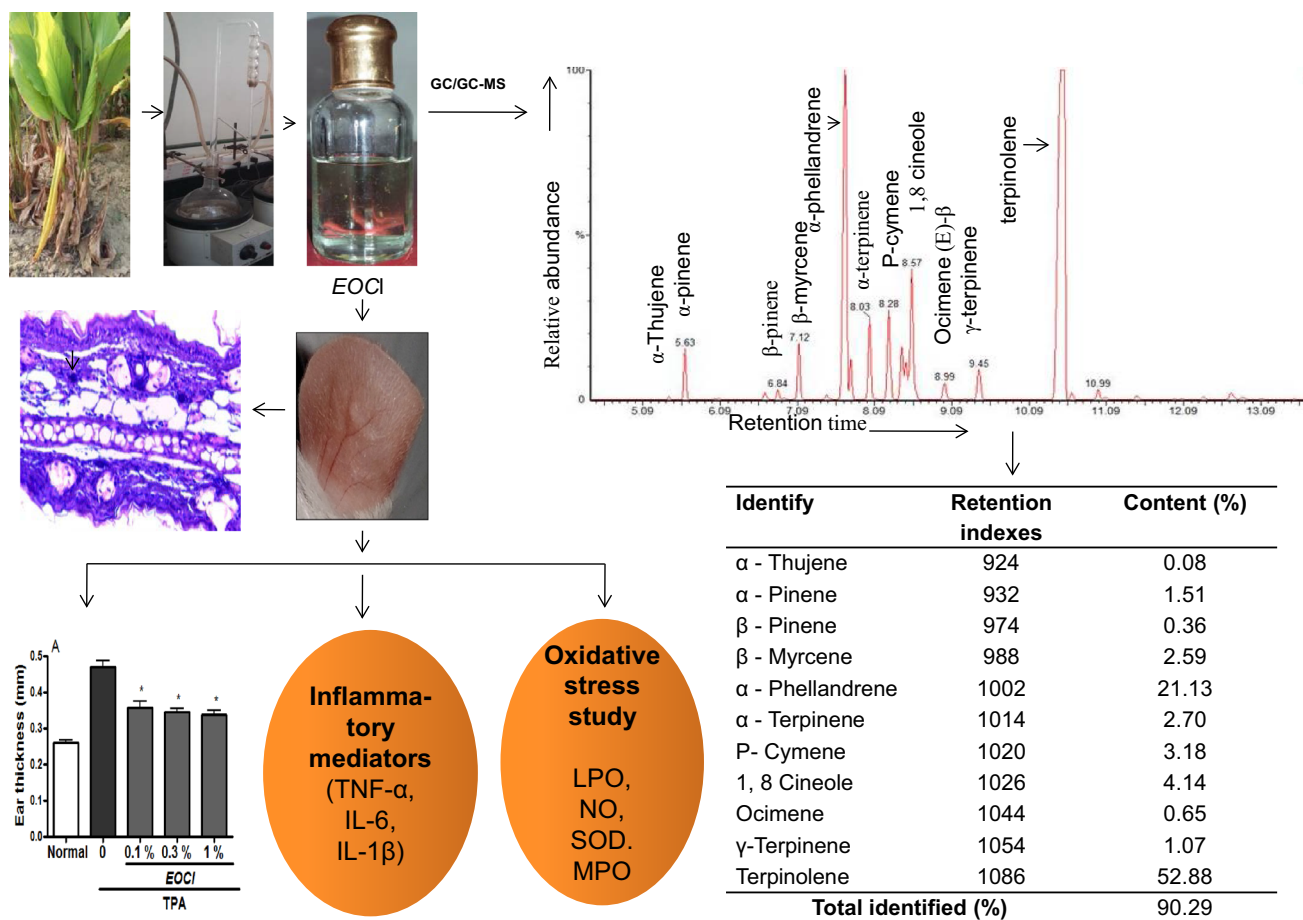 GC/GC-MS
EOCl
100
%
0
Relative abundance
α-Thujene
α-pinene
5.63
β-pinene
6.84
β-myrcene
7.12
α-phellandrene
α-terpinene
8.03
P-cymene
8.28
1,8 cineole
8.57
Ocimene (E)-β
8.99
γ-terpinene
9.45
terpinolene
10.99
5.09 6.09 7.09 8.09 9.09 10.09 11.09 12.09 13.09
Retention time
Identify Retention indexes Content (%)
α - Thujene 924 0.08
α - Pinene 932 1.51
β - Pinene 974 0.36
β - Myrcene 988 2.59
α - Phellandrene 1002 21.13
α - Terpinene 1014 2.70
P- Cymene 1020 3.18
1, 8 Cineole 1026 4.14
Ocimene 1044 0.65
γ-Terpinene 1054 1.07
Terpinolene 1086 52.88
Total identified (%) 90.29
A
Ear thickness (mm)
0.5
0.4
0.3
0.2
0.1
0.0
* * *
Normal 0 0.1 % 0.3 % 1 %
EOCl
TPA
Inflamma-
tory
mediators
(TNF-α,
IL-6,
IL-1β)
Oxidative
stress
study
LPO,
NO,
SOD.
MPO